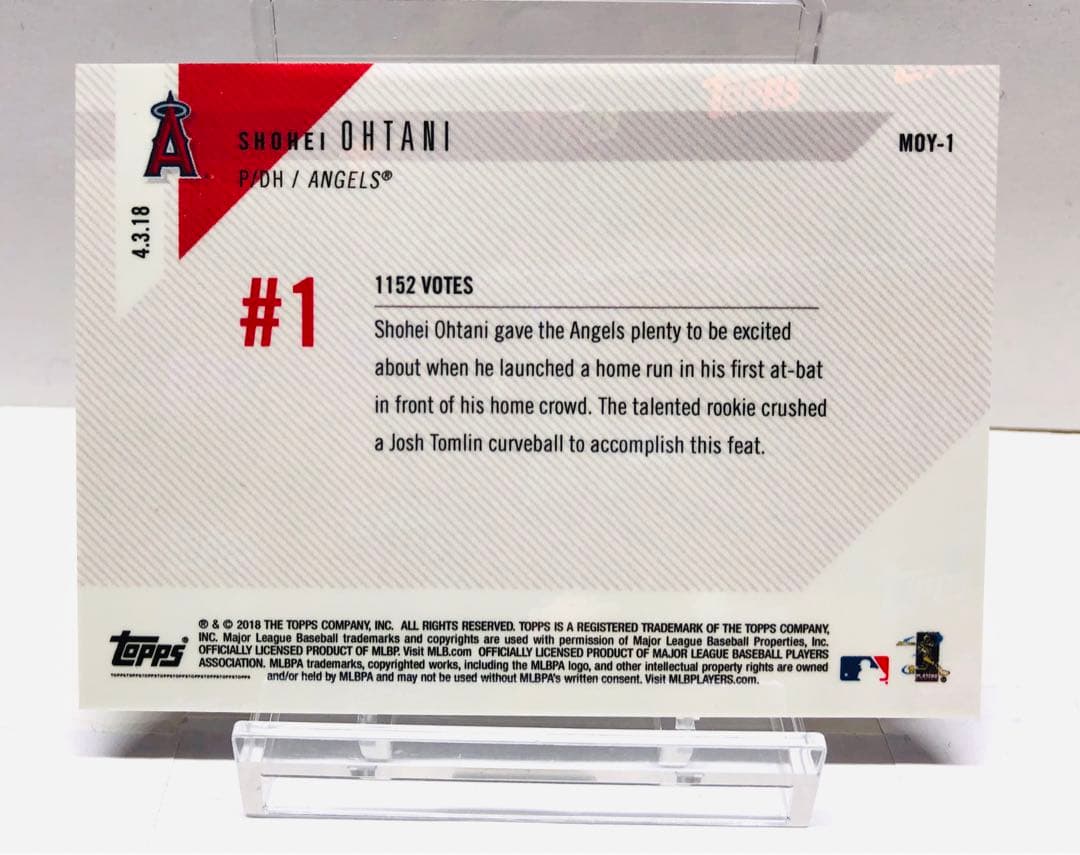 TOPPS
A
SHOHEI OHTANI
MOY-1
P/DH / ANGELS®
4.3.18
#1
1152 VOTES
Shohei Ohtani gave the Angels plenty to be excited
about when he launched a home run in his first at-bat
in front of his home crowd. The talented rookie crushed
a Josh Tomlin curveball to accomplish this feat.
topps®
® & © 2018 THE TOPPS COMPANY, INC. ALL RIGHTS RESERVED. TOPPS IS A REGISTERED TRADEMARK OF THE TOPPS COMPANY,
INC. Major League Baseball trademarks and copyrights are used with permission of Major League Baseball Properties, Inc.
OFFICIALLY LICENSED PRODUCT OF MLBP. Visit MLB.com OFFICIALLY LICENSED PRODUCT OF MAJOR LEAGUE BASEBALL PLAYERS
ASSOCIATION. MLBPA trademarks, copyrighted works, including the MLBPA logo, and other intellectual property rights are owned
and/or held by MLBPA and may not be used without MLBPA's written consent. Visit MLBPLAYERS.com.
PLAYERS